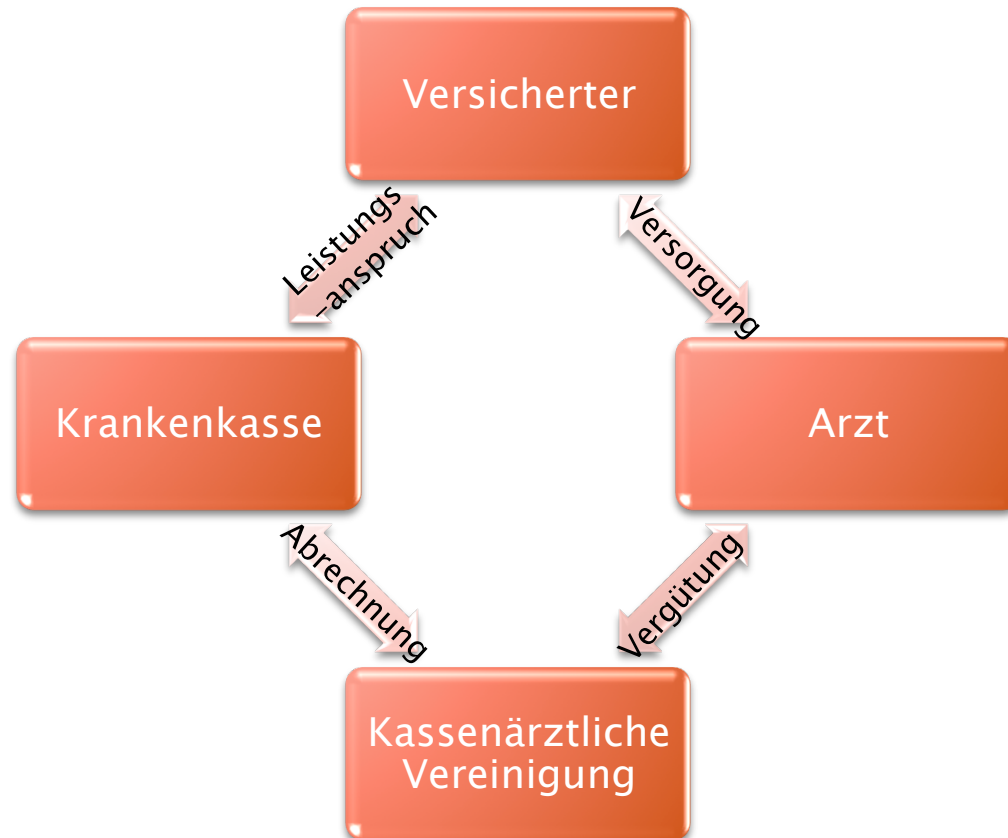 Versicherter
Leistungs
-anspruch
Versorgung
Krankenkasse
Arzt
Abrechnung
Vergütung
Kassenärztliche
Vereinigung